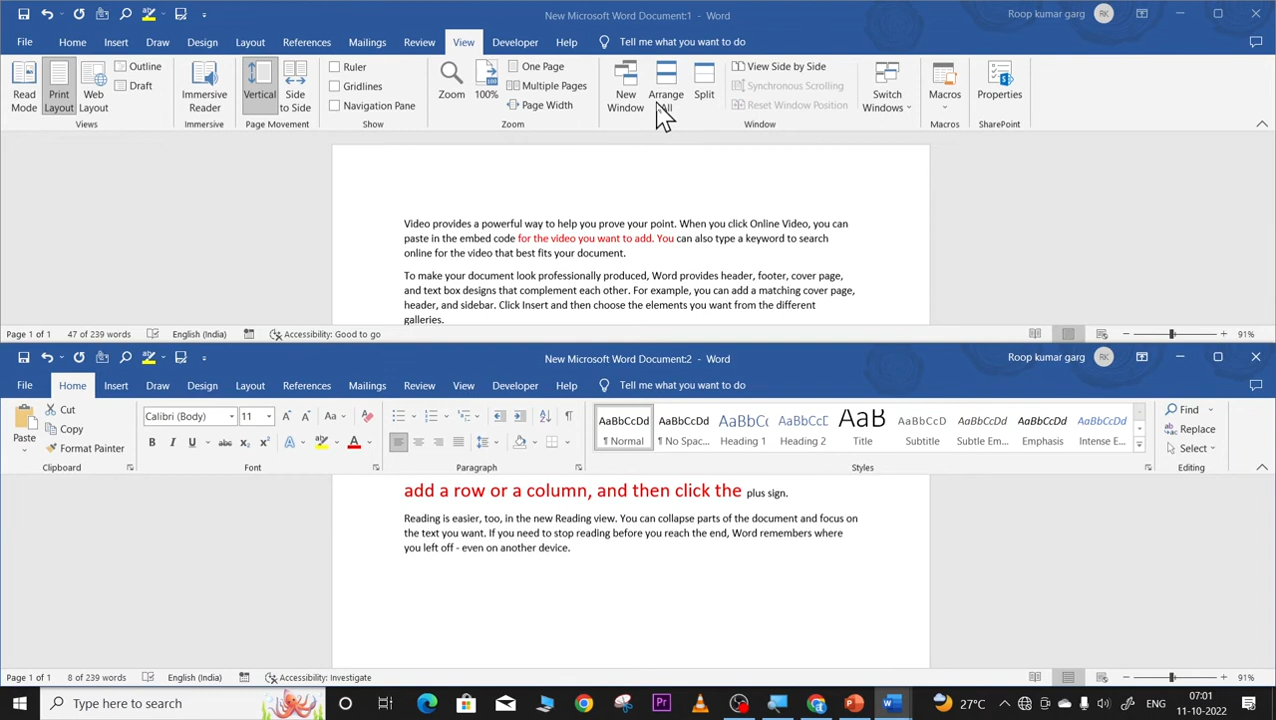 New Microsoft Word Document:1 - Word
Roop kumar garg RK
File Home Insert Draw Design Layout References Mailings Review View Developer Help Tell me what you want to do
Read Mode
Print Layout
Web Layout
Outline
Draft
Views
Immersive Reader
Immersive
Vertical
Side to Side
Page Movement
Ruler
Gridlines
Navigation Pane
Show
Zoom
100%
One Page
Multiple Pages
Page Width
Zoom
New Window
Arrange All
Split
View Side by Side
Synchronous Scrolling
Reset Window Position
Window
Switch Windows
Macros
Macros
Properties
SharePoint
Video provides a powerful way to help you prove your point. When you click Online Video, you can
paste in the embed code for the video you want to add. You can also type a keyword to search
online for the video that best fits your document.
To make your document look professionally produced, Word provides header, footer, cover page,
and text box designs that complement each other. For example, you can add a matching cover page,
header, and sidebar. Click Insert and then choose the elements you want from the different
galleries.
Page 1 of 1 47 of 239 words English (India) Accessibility: Good to go 91%
New Microsoft Word Document:2 - Word
Roop kumar garg RK
File Home Insert Draw Design Layout References Mailings Review View Developer Help Tell me what you want to do
Paste
Cut
Copy
Format Painter
Clipboard
Calibri (Body) 11
Font
Paragraph
AaBbCcDd AaBbCcDd AaBbCc AaBbCcD AaB AaBbCcD AaBbCcDd AaBbCcDd AaBbCcDd
¶ Normal ¶ No Spac... Heading 1 Heading 2 Title Subtitle Subtle Em... Emphasis Intense E...
Styles
Find
Replace
Select
Editing
add a row or a column, and then click the plus sign.
Reading is easier, too, in the new Reading view. You can collapse parts of the document and focus on
the text you want. If you need to stop reading before you reach the end, Word remembers where
you left off - even on another device.
Page 1 of 1 8 of 239 words English (India) Accessibility: Investigate 91%
Type here to search
27°C
ENG
07:01
11-10-2022